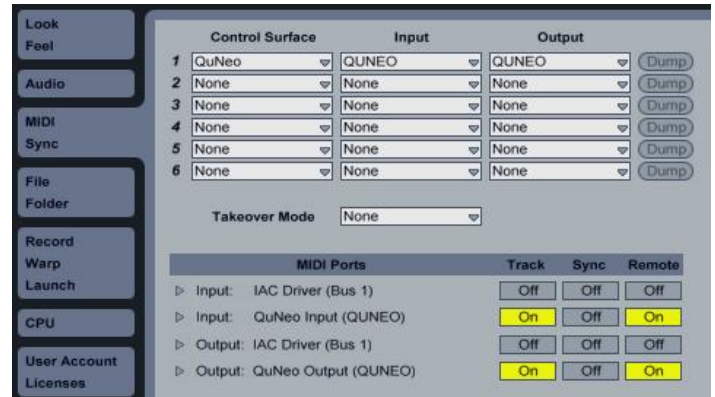 Look
Feel
Audio
MIDI
Sync
File
Folder
Record
Warp
Launch
CPU
User Account
Licenses
Control Surface Input Output
1 QuNeo QUNEO QUNEO Dump
2 None None None Dump
3 None None None Dump
4 None None None Dump
5 None None None Dump
6 None None None Dump
Takeover Mode None
MIDI Ports Track Sync Remote
Input: IAC Driver (Bus 1) Off Off Off
Input: QuNeo Input (QUNEO) On Off On
Output: IAC Driver (Bus 1) Off Off Off
Output: QuNeo Output (QUNEO) On Off On